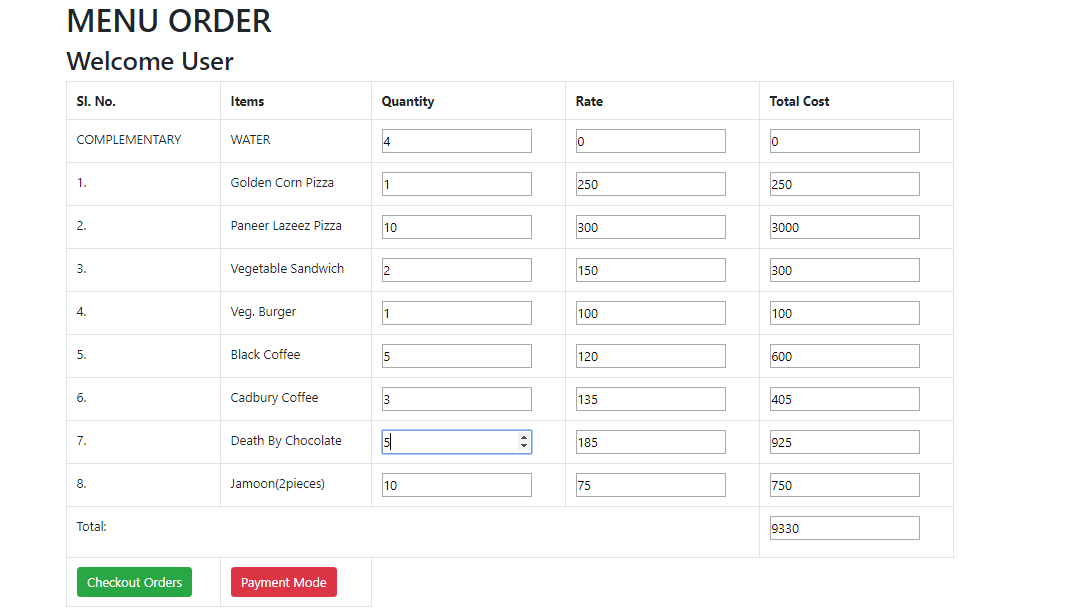 MENU ORDER
Welcome User
Sl. No. Items Quantity Rate Total Cost
COMPLEMENTARY WATER 4 0 0
1. Golden Corn Pizza 1 250 250
2. Paneer Lazeez Pizza 10 300 3000
3. Vegetable Sandwich 2 150 300
4. Veg. Burger 1 100 100
5. Black Coffee 5 120 600
6. Cadbury Coffee 3 135 405
7. Death By Chocolate 5 185 925
8. Jamoon(2pieces) 10 75 750
Total: 9330
Checkout Orders Payment Mode